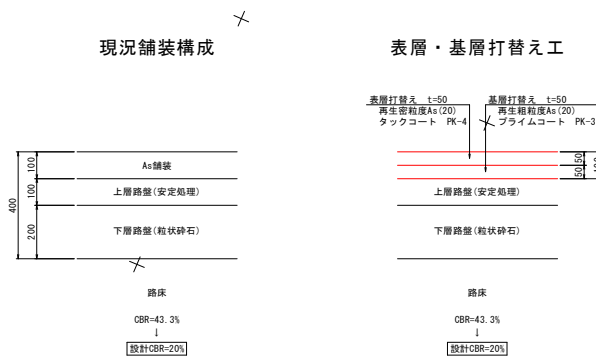 現況舗装構成
400
100
As舗装
100
上層路盤(安定処理)
200
下層路盤(粒状砕石)
路床
CBR=43.3%
↓
設計CBR=20%
表層・基層打替え工
表層打替え t=50
再生密粒度As(20)
タックコート PK-4
基層打替え t=50
再生粗粒度As(20)
プライムコート PK-3
50
50
上層路盤(安定処理)
下層路盤(粒状砕石)
路床
CBR=43.3%
↓
設計CBR=20%